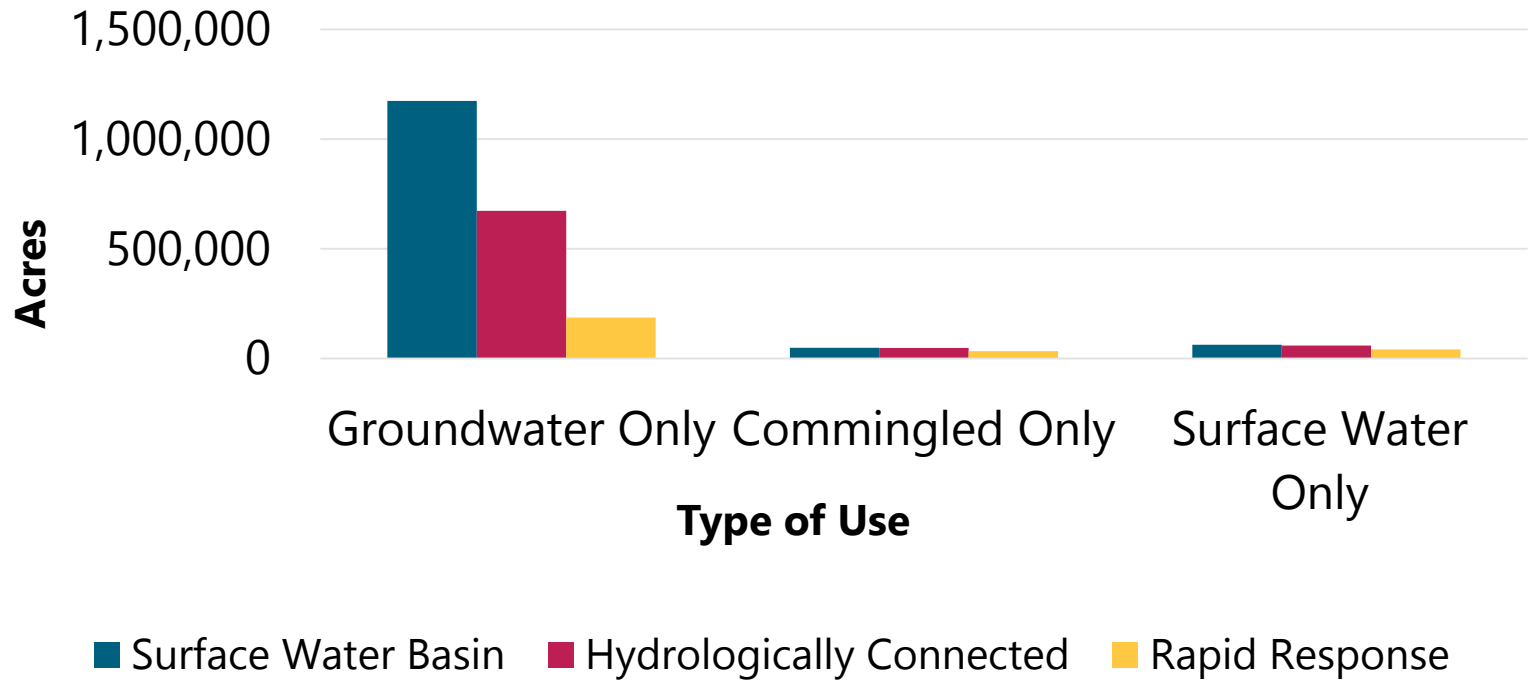 1,500,000
1,000,000
500,000
0
Acres
Groundwater Only
Commingled Only
Surface Water
Only
Type of Use
Surface Water Basin
Hydrologically Connected
Rapid Response